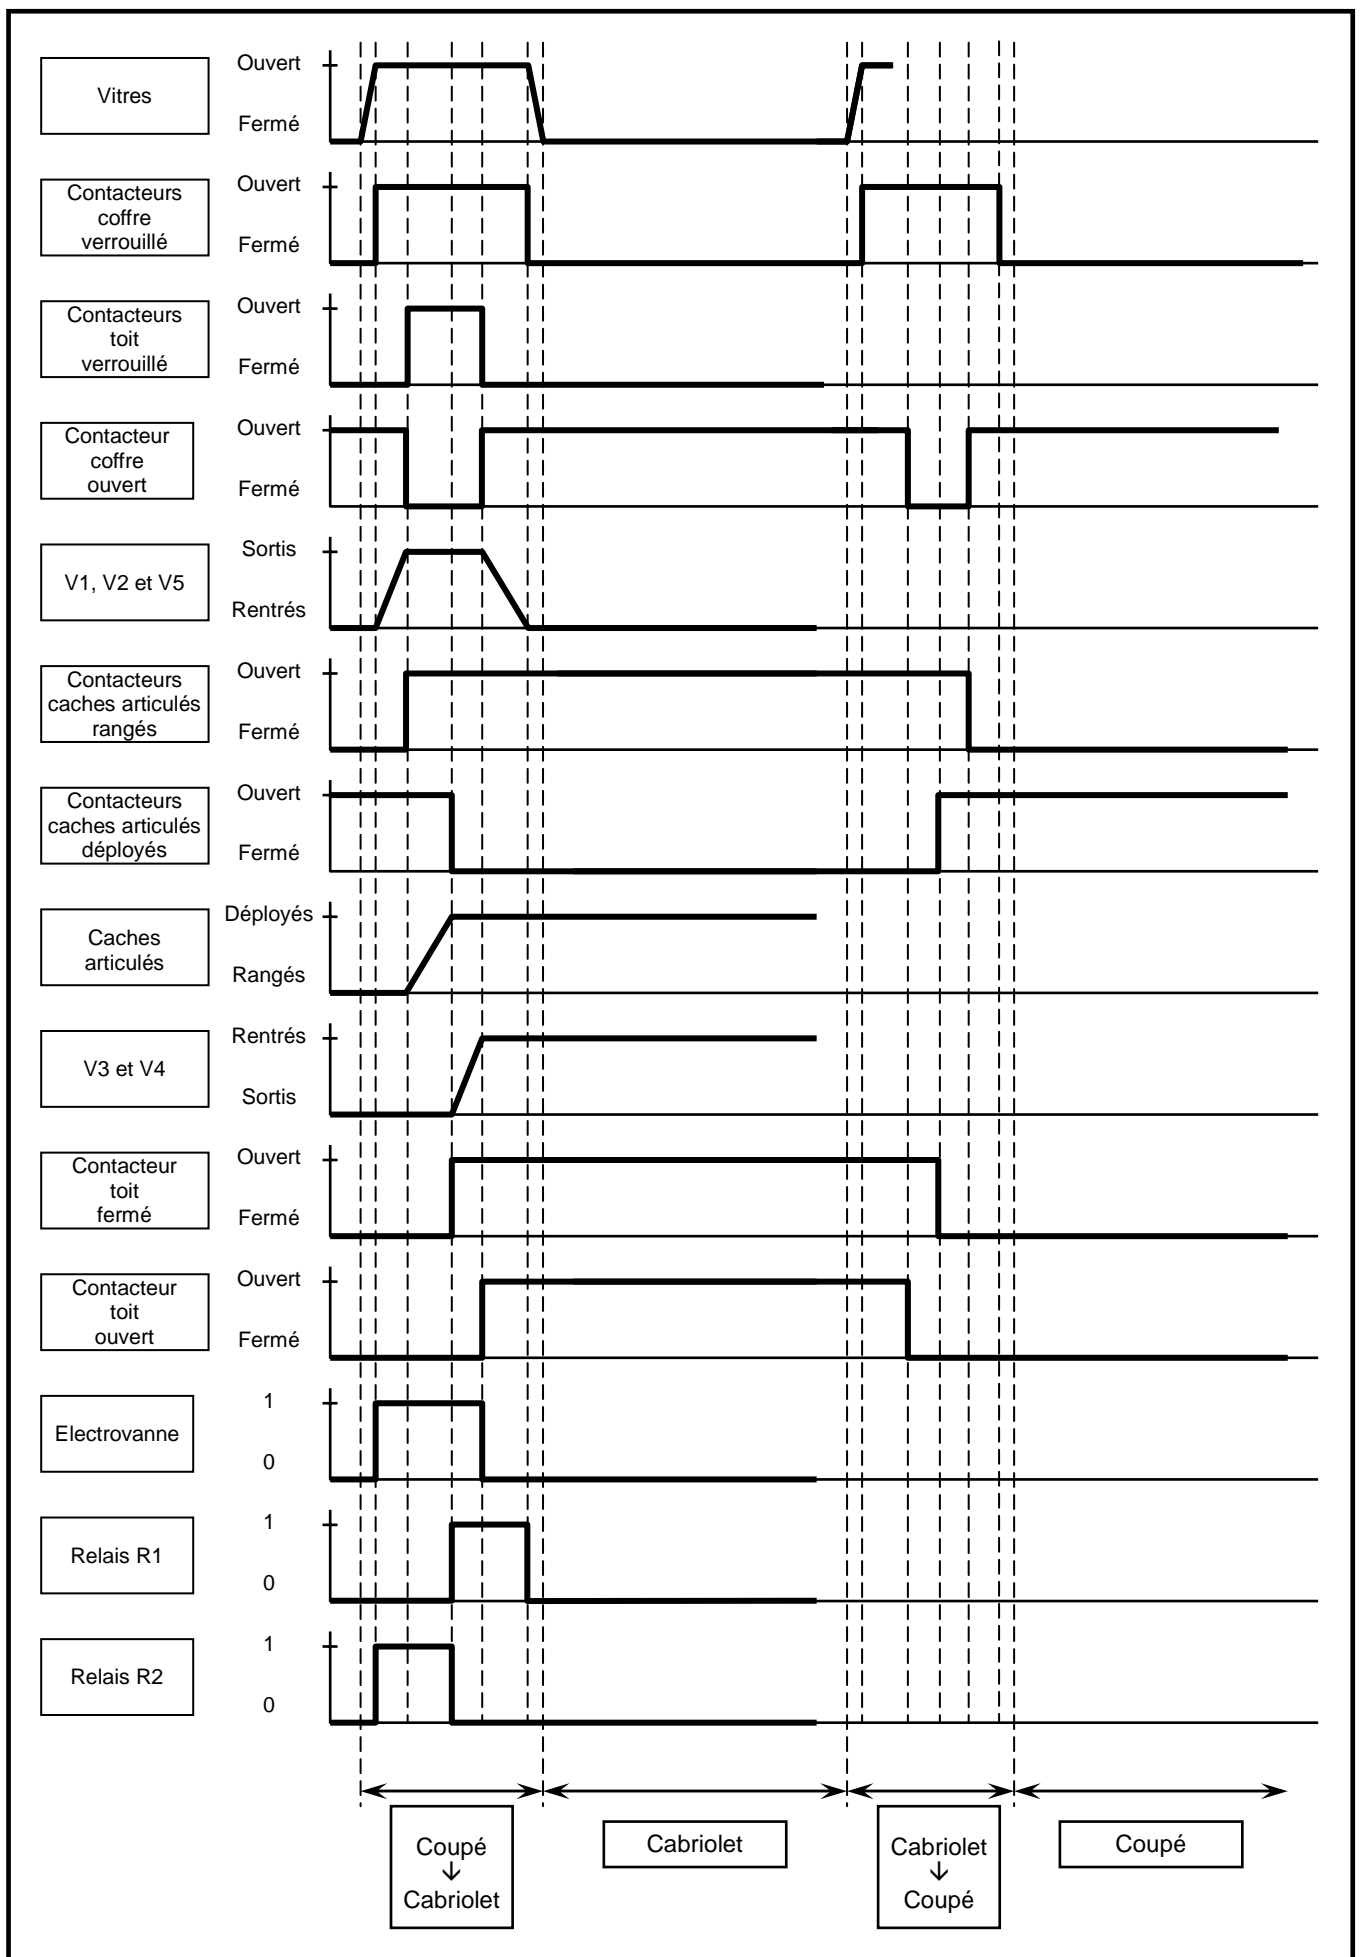 Vitres
Ouvert
Fermé
Contacteurs
coffre
verrouillé
Ouvert
Fermé
Contacteurs
toit
verrouillé
Ouvert
Fermé
Contacteur
coffre
ouvert
Ouvert
Fermé
V1, V2 et V5
Sortis
Rentrés
Contacteurs
caches articulés
rangés
Ouvert
Fermé
Contacteurs
caches articulés
déployés
Ouvert
Fermé
Caches
articulés
Déployés
Rangés
V3 et V4
Rentrés
Sortis
Contacteur
toit
fermé
Ouvert
Fermé
Contacteur
toit
ouvert
Ouvert
Fermé
Electrovanne
1
0
Relais R1
1
0
Relais R2
1
0
Coupé
↓
Cabriolet
Cabriolet
Cabriolet
↓
Coupé
Coupé